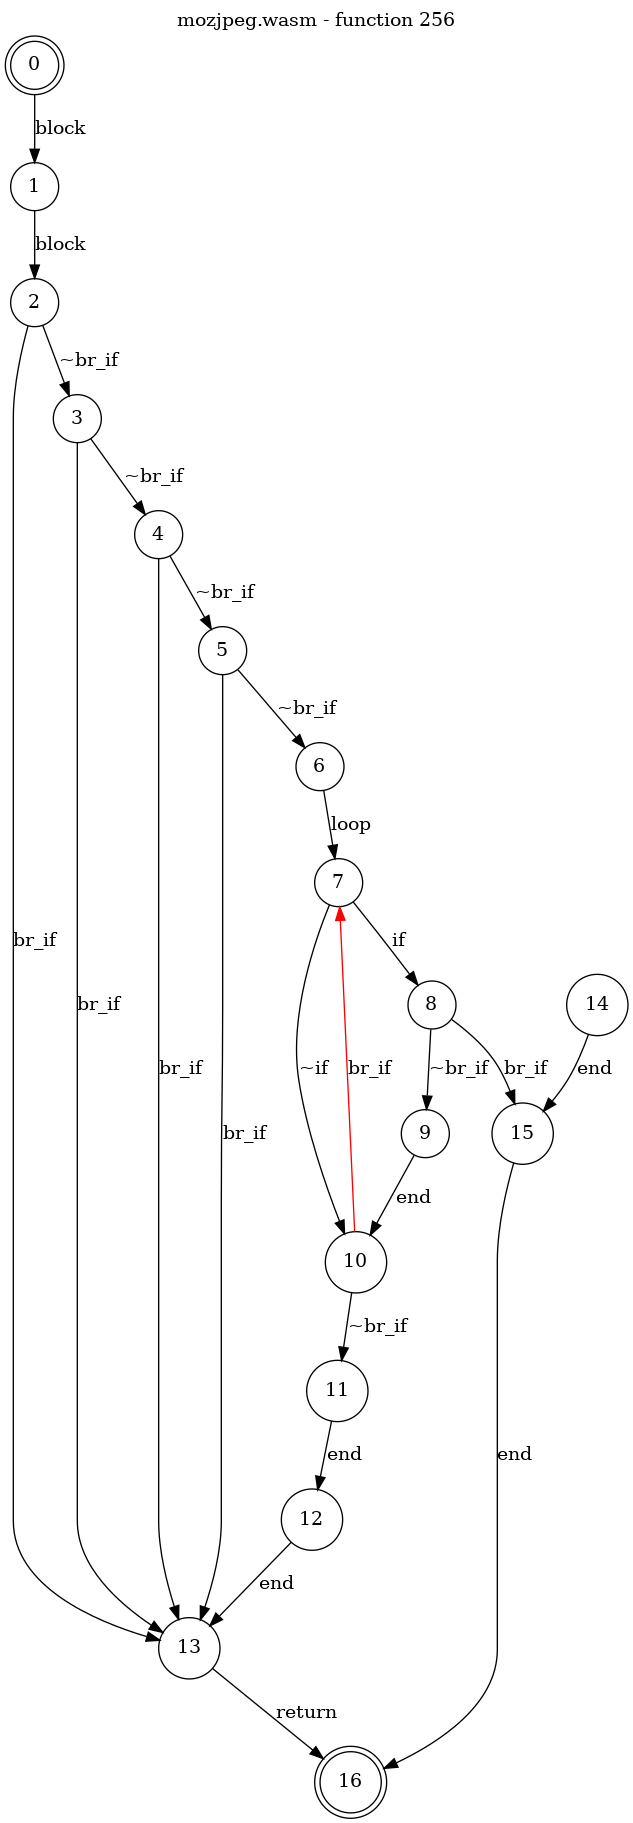 mozjpeg.wasm - function 256
0
block
1
block
2
~br_if
3
~br_if
4
~br_if
5
~br_if
6
loop
7
br_if
if
8
14
br_if
br_if
~if
br_if
~br_if
br_if
end
br_if
9
15
end
10
~br_if
11
end
end
12
end
13
return
16